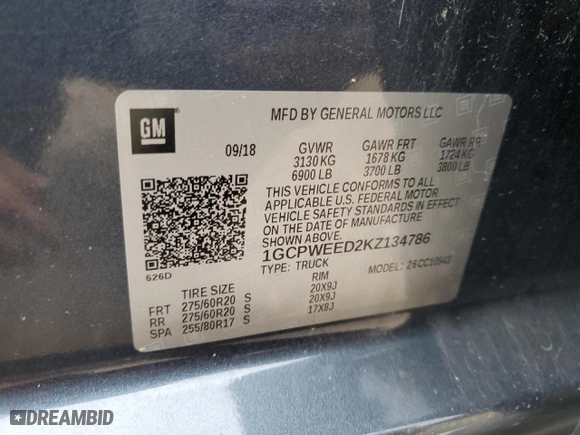 MFD BY GENERAL MOTORS LLC
GM
09/18 GVWR GAWR FRT GAWR RR
3130 KG 1678 KG 1724 KG
6900 LB 3700 LB 3800 LB
THIS VEHICLE CONFORMS TO ALL
APPLICABLE U.S. FEDERAL MOTOR
VEHICLE SAFETY STANDARDS IN EFFECT
ON THE DATE OF MANUFACTURE
SHOWN ABOVE.
1GCPWEED2KZ134786
626D
TYPE: TRUCK MODEL:
TIRE SIZE RIM
FRT 275/60R20 S 20X9J
RR 275/60R20 S 20X9J
SPA 255/80R17 S 17X8J
DREAMBID